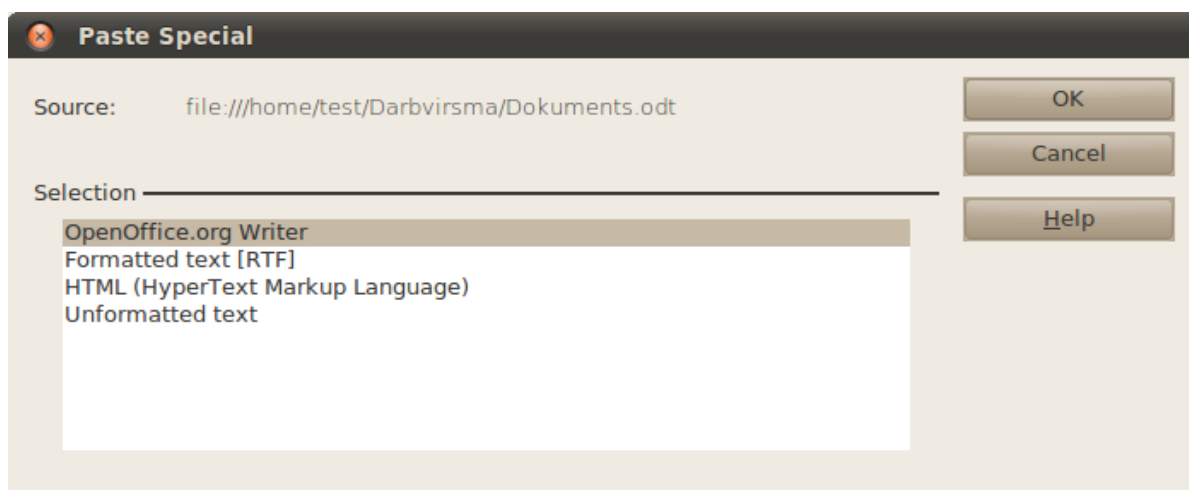 Paste Special
Source: file:///home/test/Darbvirsma/Dokuments.odt
OK
Cancel
Help
Selection
OpenOffice.org Writer
Formatted text [RTF]
HTML (HyperText Markup Language)
Unformatted text